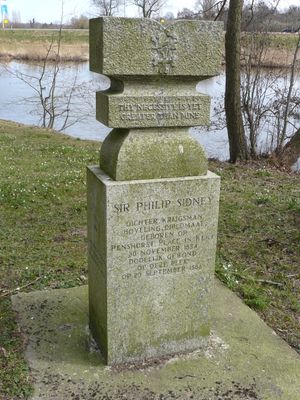 THY NECESSITY IS YET
GREATER THAN MINE
SIR PHILIP SIDNEY
DICHTER KRIJGSMAN
HOVELING DIPLOMAAT
GEBOREN OP
PENSHURST PLACE IN KENT
30 NOVEMBER 1554
DODELIJK GEWOND
OP DEZE PLEK
OP 22 SEPTEMBER 1586